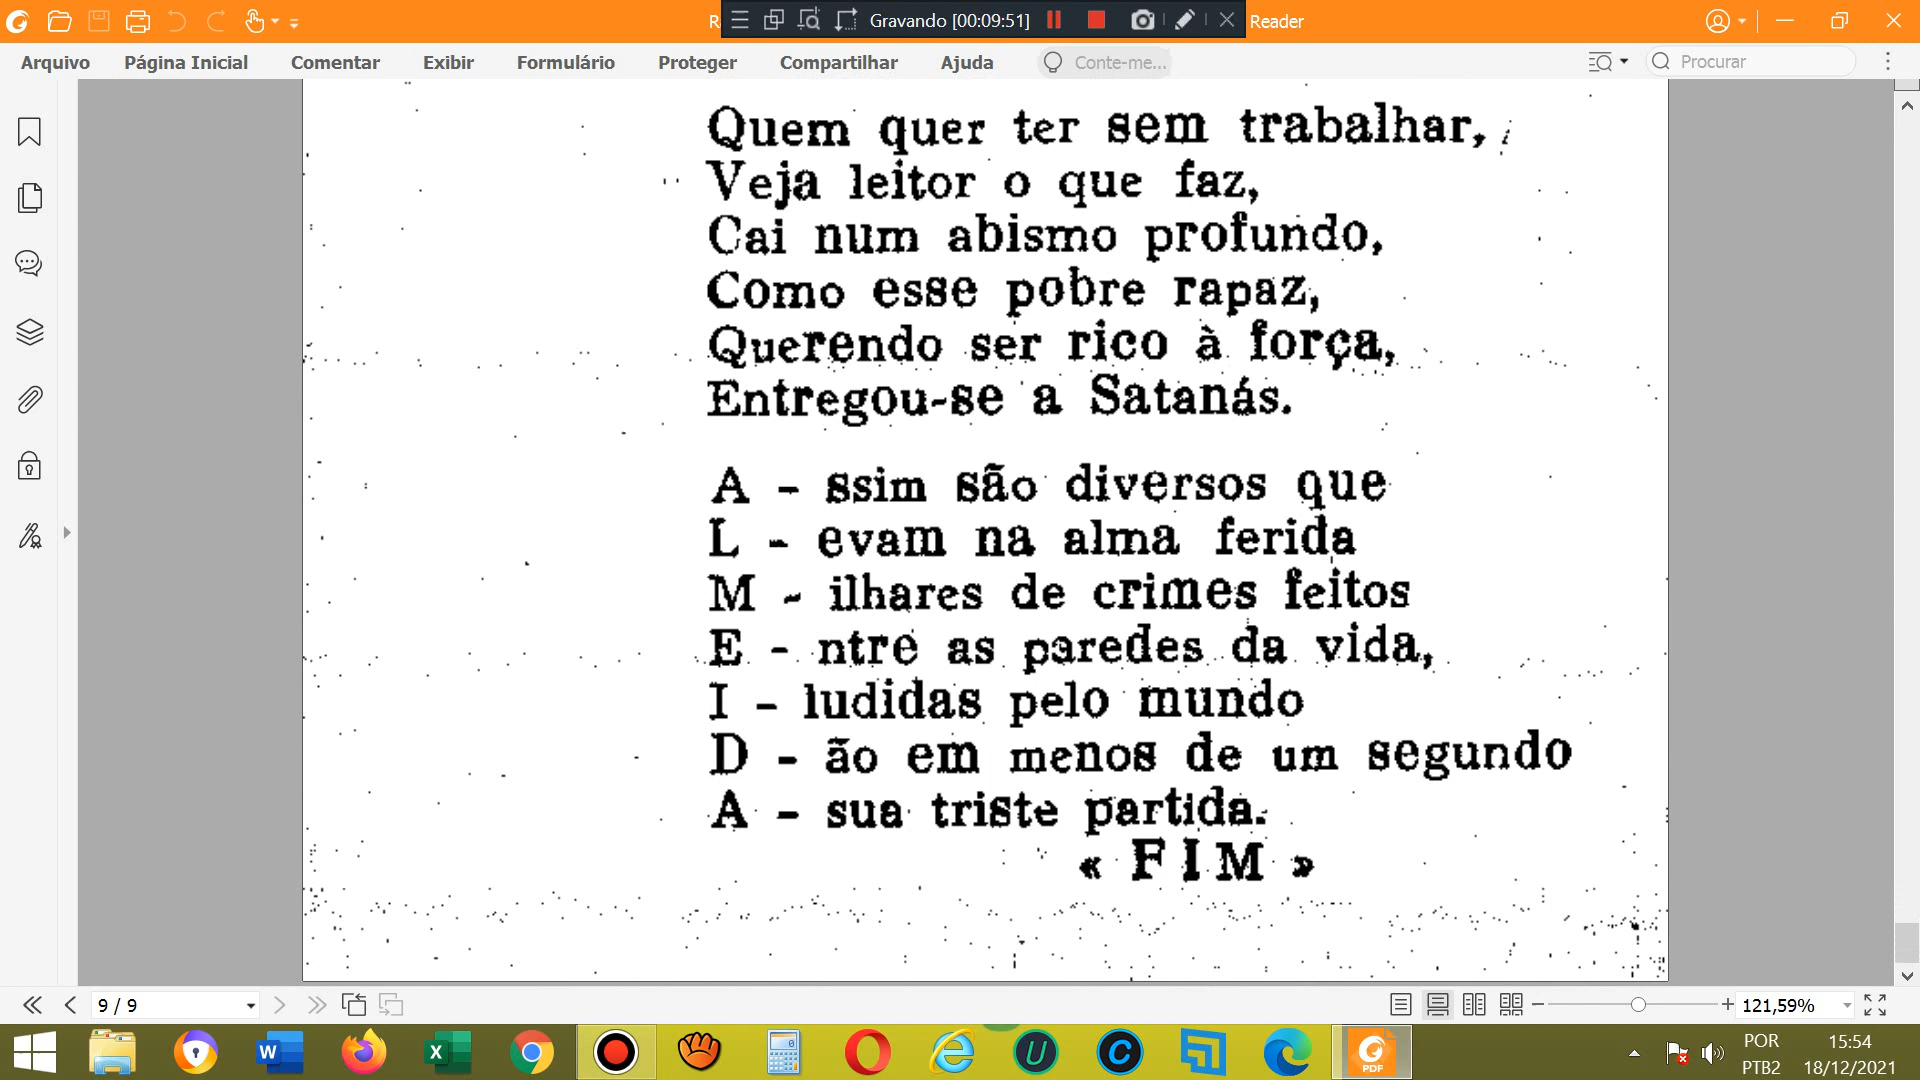 R
Gravando [00:09:51]
Reader
Arquivo Página Inicial Comentar Exibir Formulário Proteger Compartilhar Ajuda Conte-me... Procurar
Quem quer ter sem trabalhar,
Veja leitor o que faz,
Cai num abismo profundo,
Como esse pobre rapaz,
Querendo ser rico à força,
Entregou-se a Satanás.
A - ssim são diversos que
L - evam na alma ferida
M - ilhares de crimes feitos
E - ntre as paredes da vida,
I - ludidas pelo mundo
D - ão em menos de um segundo
A - sua triste partida.
« FIM »
9 / 9
121,59%
POR 15:54
PTB2 18/12/2021